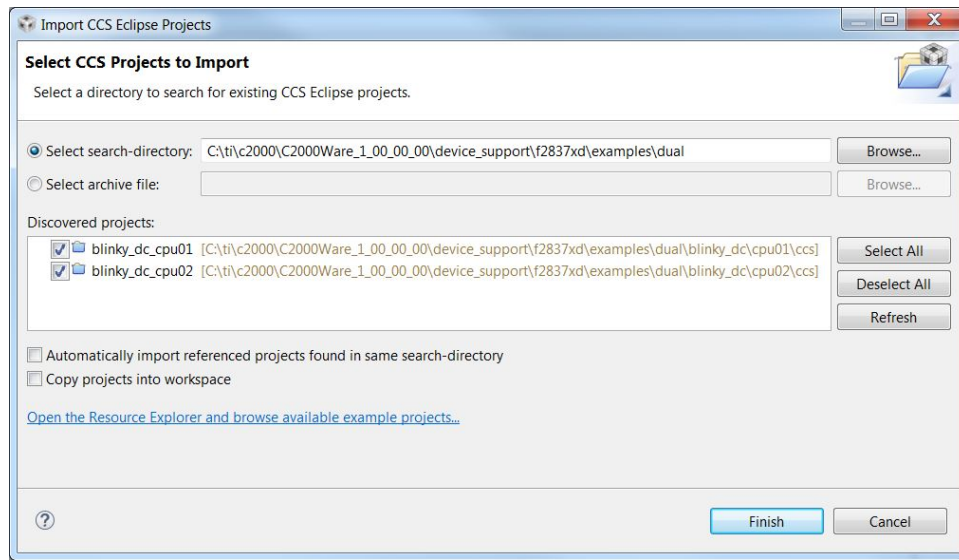 Import CCS Eclipse Projects
Select CCS Projects to Import
Select a directory to search for existing CCS Eclipse projects.
Select search-directory: C:\ti\c2000\C2000Ware_1_00_00_00\device_support\f2837xd\examples\dual Browse...
Select archive file: Browse...
Discovered projects:
blinky_dc_cpu01 [C:\ti\c2000\C2000Ware_1_00_00_00\device_support\f2837xd\examples\dual\blinky_dc\cpu01\ccs] Select All
blinky_dc_cpu02 [C:\ti\c2000\C2000Ware_1_00_00_00\device_support\f2837xd\examples\dual\blinky_dc\cpu02\ccs]
Deselect All
Refresh
Automatically import referenced projects found in same search-directory
Copy projects into workspace
Open the Resource Explorer and browse available example projects...
? Finish Cancel